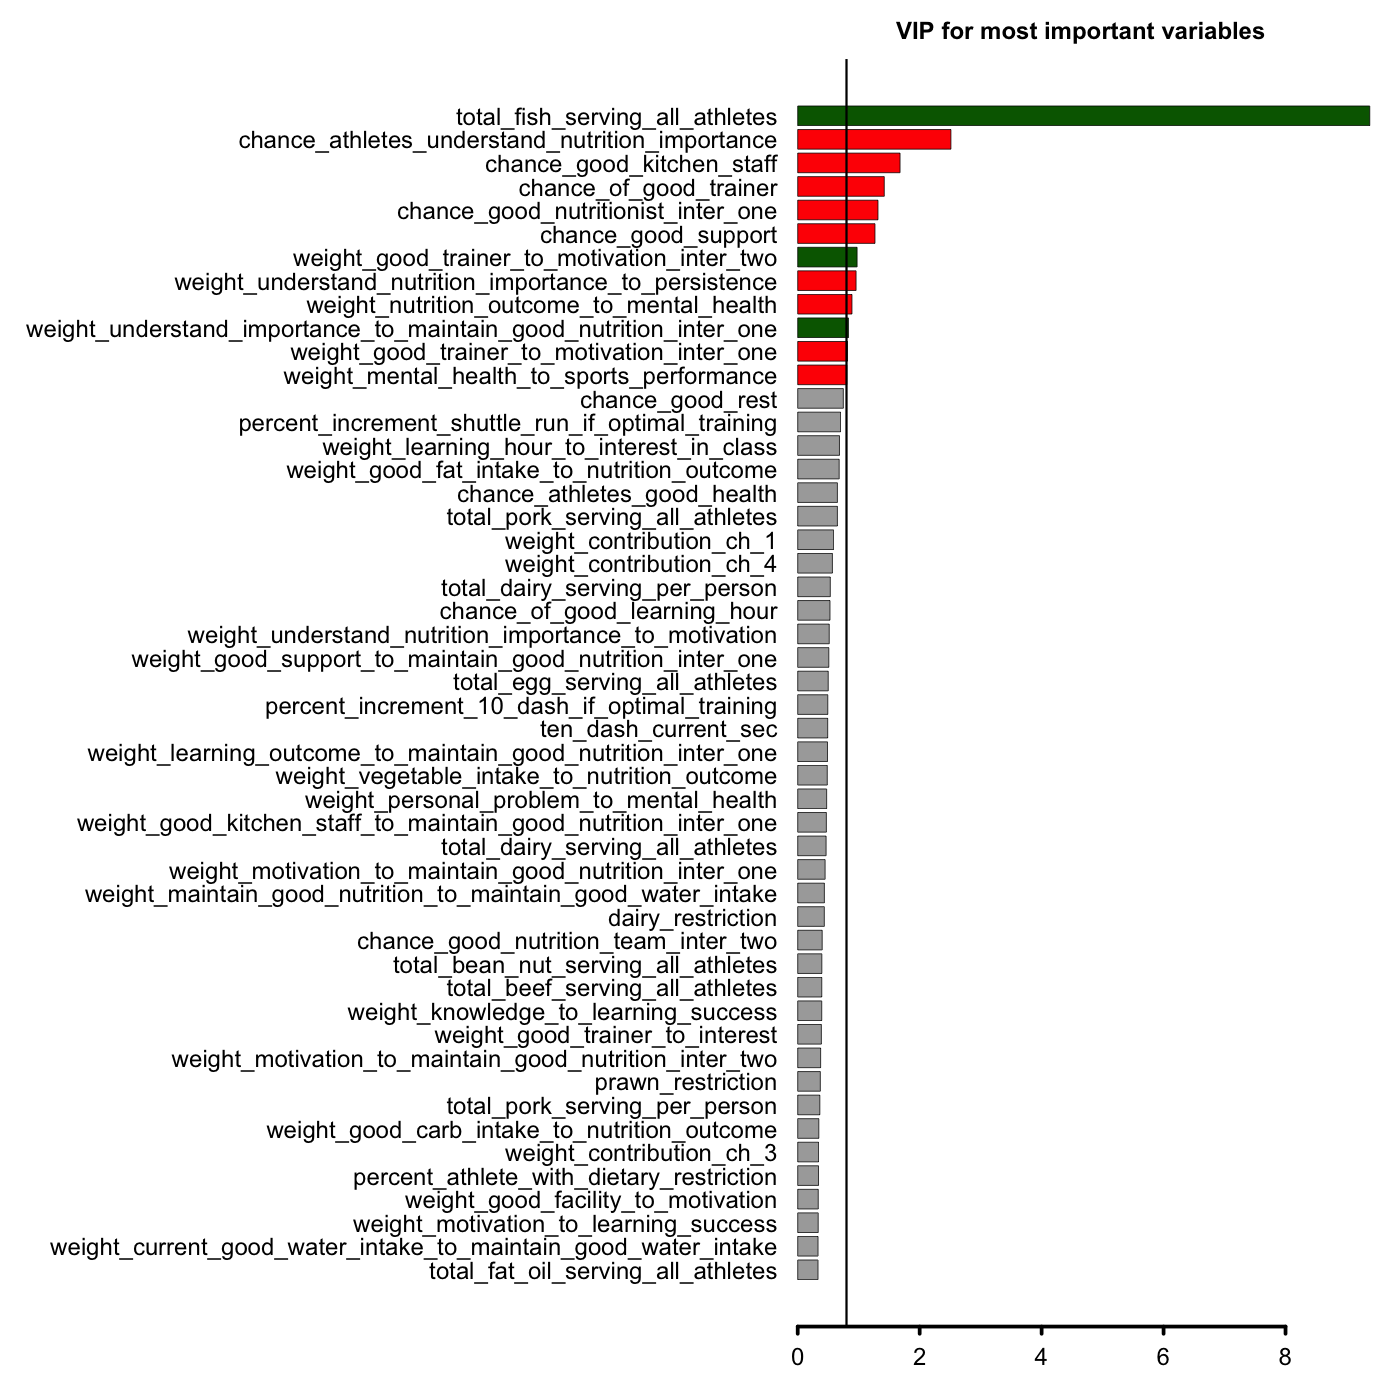 VIP for most important variables
total_fish_serving_all_athletes
chance_athletes_understand_nutrition_importance
chance_good_kitchen_staff
chance_of_good_trainer
chance_good_nutritionist_inter_one
chance_good_support
weight_good_trainer_to_motivation_inter_two
weight_understand_nutrition_importance_to_persistence
weight_nutrition_outcome_to_mental_health
weight_understand_importance_to_maintain_good_nutrition_inter_one
weight_good_trainer_to_motivation_inter_one
weight_mental_health_to_sports_performance
chance_good_rest
percent_increment_shuttle_run_if_optimal_training
weight_learning_hour_to_interest_in_class
weight_good_fat_intake_to_nutrition_outcome
chance_athletes_good_health
total_pork_serving_all_athletes
weight_contribution_ch_1
weight_contribution_ch_4
total_dairy_serving_per_person
chance_of_good_learning_hour
weight_understand_nutrition_importance_to_motivation
weight_good_support_to_maintain_good_nutrition_inter_one
total_egg_serving_all_athletes
percent_increment_10_dash_if_optimal_training
ten_dash_current_sec
weight_learning_outcome_to_maintain_good_nutrition_inter_one
weight_vegetable_intake_to_nutrition_outcome
weight_personal_problem_to_mental_health
weight_good_kitchen_staff_to_maintain_good_nutrition_inter_one
total_dairy_serving_all_athletes
weight_motivation_to_maintain_good_nutrition_inter_one
weight_maintain_good_nutrition_to_maintain_good_water_intake
dairy_restriction
chance_good_nutrition_team_inter_two
total_bean_nut_serving_all_athletes
total_beef_serving_all_athletes
weight_knowledge_to_learning_success
weight_good_trainer_to_interest
weight_motivation_to_maintain_good_nutrition_inter_two
prawn_restriction
total_pork_serving_per_person
weight_good_carb_intake_to_nutrition_outcome
weight_contribution_ch_3
percent_athlete_with_dietary_restriction
weight_good_facility_to_motivation
weight_motivation_to_learning_success
weight_current_good_water_intake_to_maintain_good_water_intake
total_fat_oil_serving_all_athletes
0 2 4 6 8